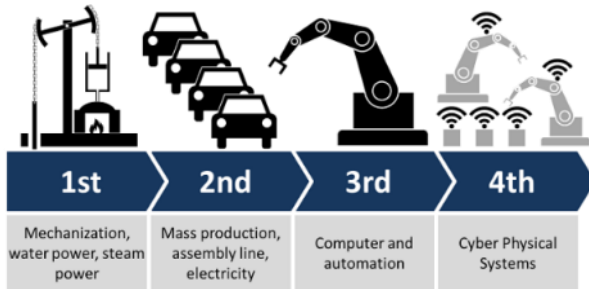 1st
2nd
3rd
4th
Mechanization,
water power, steam
power
Mass production,
assembly line,
electricity
Computer and
automation
Cyber Physical
Systems